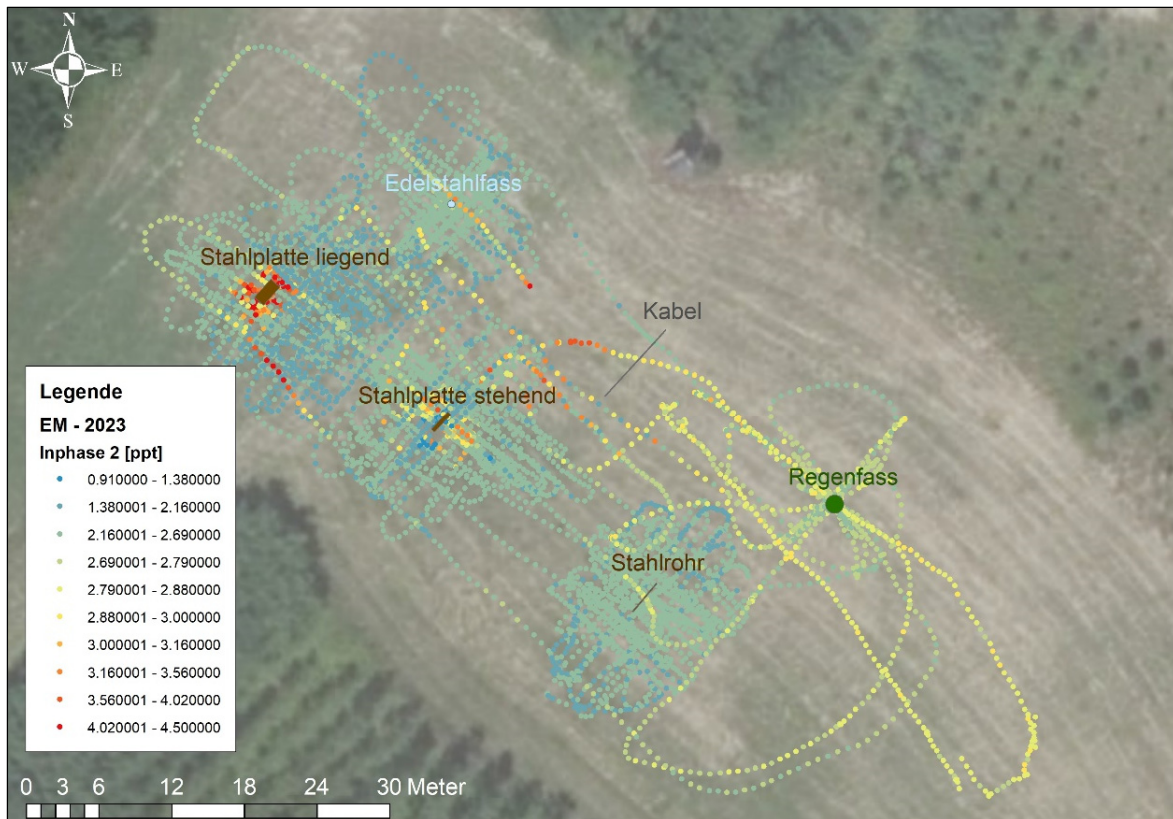 N
W E
S
Edelstahlfass
Stahlplatte liegend
Kabel
Stahlplatte stehend
Regenfass
Stahlrohr
Legende
EM - 2023
Inphase 2 [ppt]
0.910000 - 1.380000
1.380001 - 2.160000
2.160001 - 2.690000
2.690001 - 2.790000
2.790001 - 2.880000
2.880001 - 3.000000
3.000001 - 3.160000
3.160001 - 3.560000
3.560001 - 4.020000
4.020001 - 4.500000
0 3 6 12 18 24 30 Meter